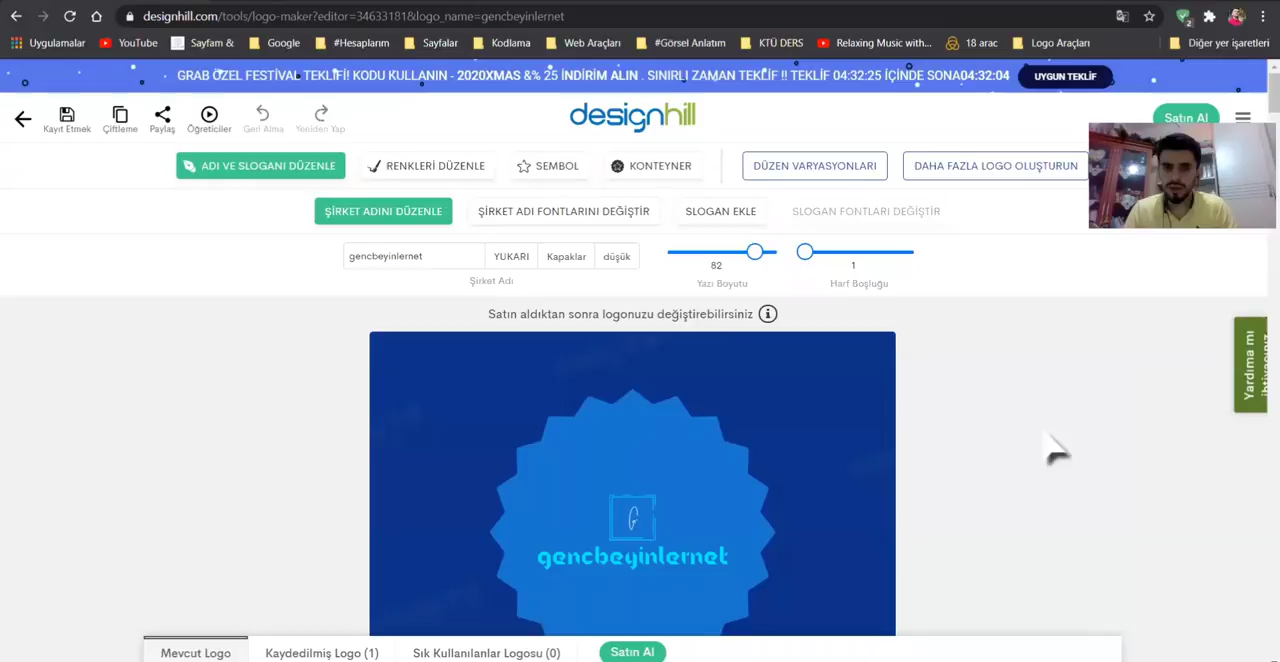 designhill.com/tools/logo-maker?editor=34633181&logo_name=gencbeyinlernet
Uygulamalar YouTube Sayfam & Google #Hesaplarım Sayfalar Kodlama Web Araçları #Görsel Anlatım KTÜ DERS Relaxing Music with... 18 arac Logo Araçları Diğer yer işaretleri
GRAB ÖZEL FESTİVAL TEKLİFİ! KODU KULLANIN - 2020XMAS &% 25 İNDİRİM ALIN . SINIRLI ZAMAN TEKLİF !! TEKLİF 04:32:25 İÇİNDE SONA04:32:04 UYGUN TEKLİF
designhill
Satın Al
Kayıt Etmek Çiftleme Paylaş Öğreticiler Geri Alma Yeniden Yap
ADI VE SLOGANI DÜZENLE RENKLERİ DÜZENLE SEMBOL KONTEYNER DÜZEN VARYASYONLARI DAHA FAZLA LOGO OLUŞTURUN
ŞİRKET ADINI DÜZENLE ŞİRKET ADI FONTLARINI DEĞİŞTİR SLOGAN EKLE SLOGAN FONTLARI DEĞİŞTİR
gencbeyinlernet YUKARI Kapaklar düşük
82 1
Şirket Adı Yazı Boyutu Harf Boşluğu
Satın aldıktan sonra logonuzu değiştirebilirsiniz
Yardıma mı
ihtiyacınız
G
gencbeyinlernet
Mevcut Logo Kaydedilmiş Logo (1) Sık Kullanılanlar Logosu (0) Satın Al